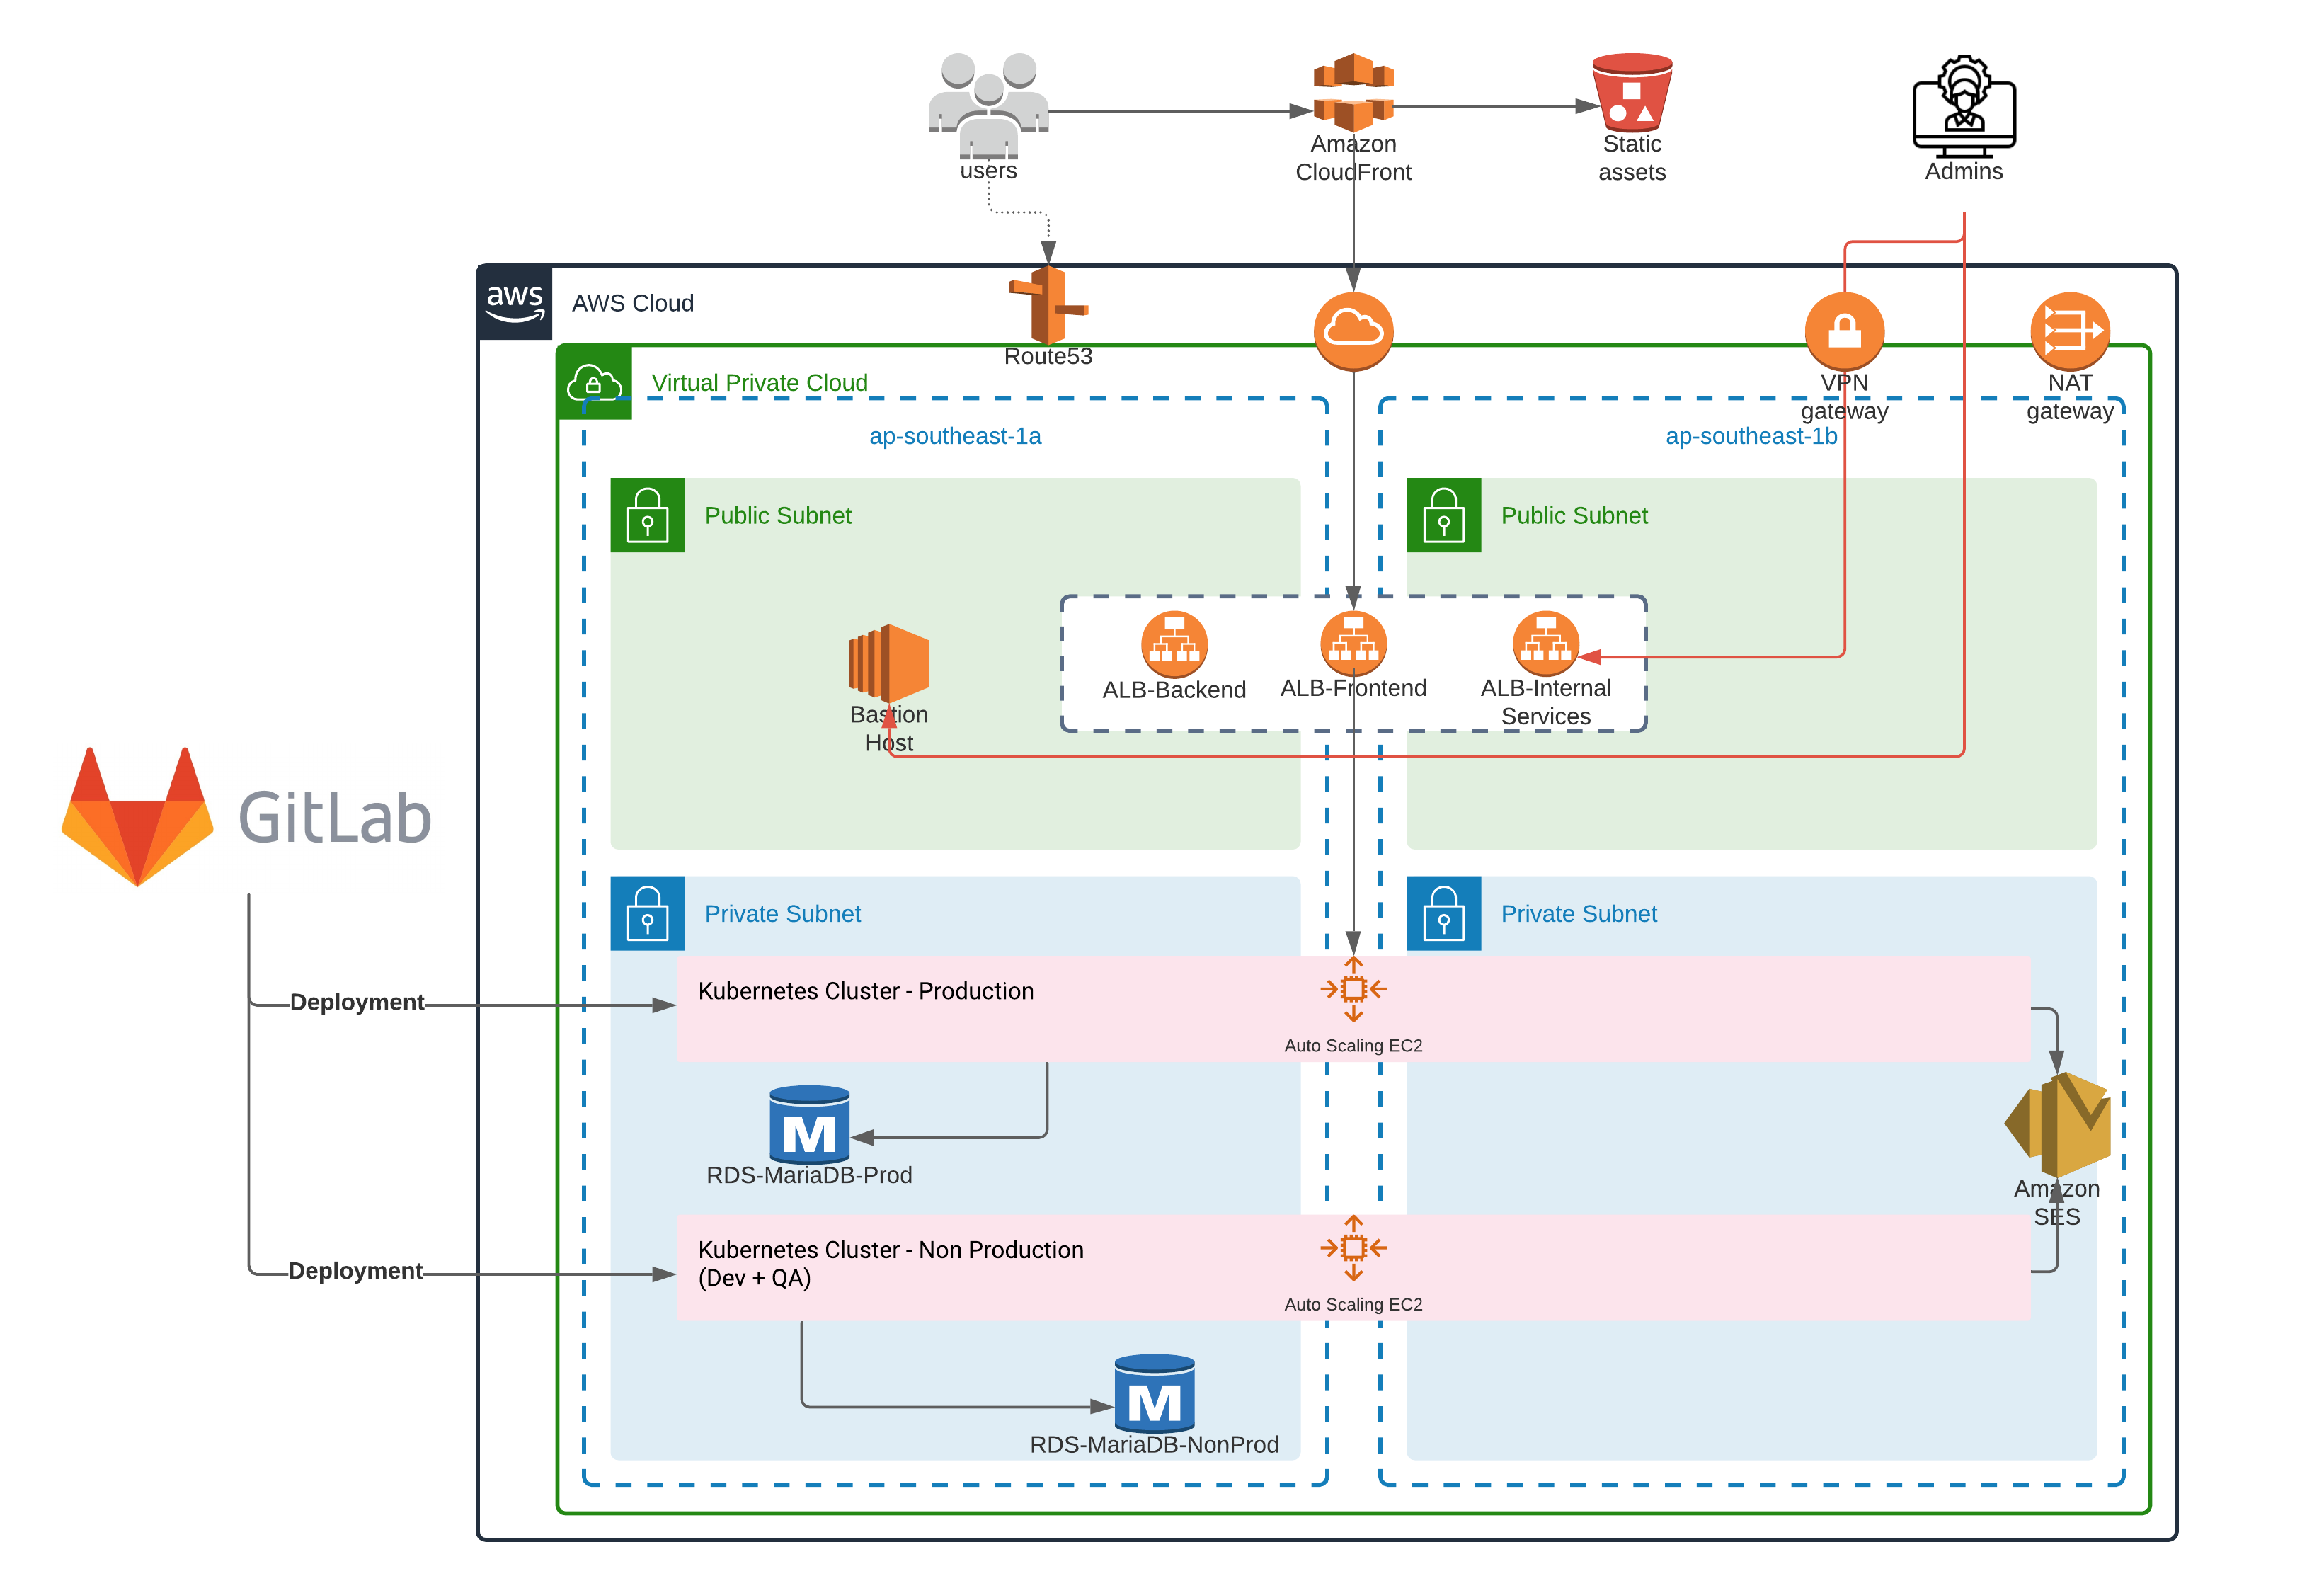 users
Amazon
CloudFront
Static
assets
Admins
aws
AWS Cloud
Route53
Virtual Private Cloud
VPN
gateway
NAT
gateway
ap-southeast-1a
ap-southeast-1b
Public Subnet
Public Subnet
ALB-Backend
ALB-Frontend
ALB-Internal
Services
Bastion
Host
GitLab
Private Subnet
Private Subnet
Deployment
Kubernetes Cluster - Production
Auto Scaling EC2
M
RDS-MariaDB-Prod
Amazon
SES
Deployment
Kubernetes Cluster - Non Production
(Dev + QA)
Auto Scaling EC2
M
RDS-MariaDB-NonProd